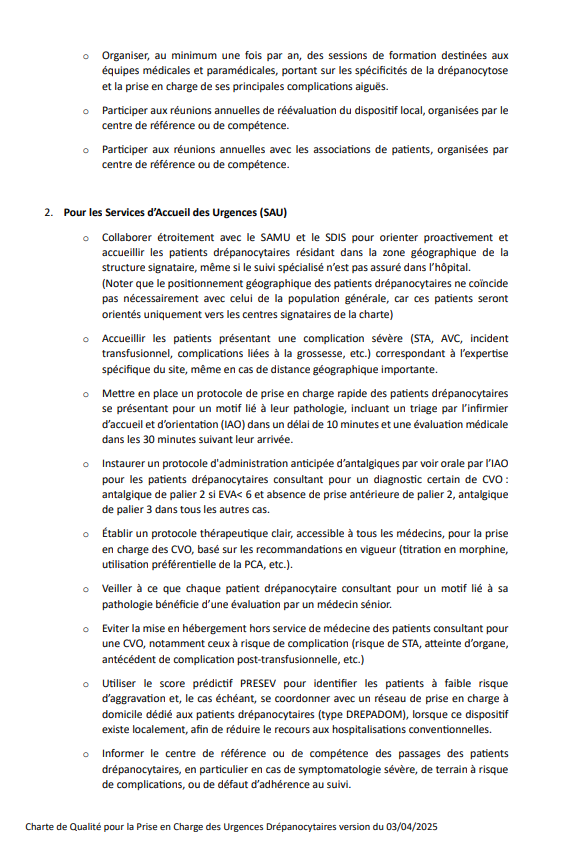 o Organiser, au minimum une fois par an, des sessions de formation destinées aux
équipes médicales et paramédicales, portant sur les spécificités de la drépanocytose
et la prise en charge de ses principales complications aiguës.
o Participer aux réunions annuelles de réévaluation du dispositif local, organisées par le
centre de référence ou de compétence.
o Participer aux réunions annuelles avec les associations de patients, organisées par
centre de référence ou de compétence.
2. Pour les Services d'Accueil des Urgences (SAU)
o Collaborer étroitement avec le SAMU et le SDIS pour orienter proactivement et
accueillir les patients drépanocytaires résidant dans la zone géographique de la
structure signataire, même si le suivi spécialisé n'est pas assuré dans l'hôpital.
(Noter que le positionnement géographique des patients drépanocytaires ne coïncide
pas nécessairement avec celui de la population générale, car ces patients seront
orientés uniquement vers les centres signataires de la charte)
o Accueillir les patients présentant une complication sévère (STA, AVC, incident
transfusionnel, complications liées à la grossesse, etc.) correspondant à l'expertise
spécifique du site, même en cas de distance géographique importante.
o Mettre en place un protocole de prise en charge rapide des patients drépanocytaires
se présentant pour un motif lié à leur pathologie, incluant un triage par l'infirmier
d'accueil et d'orientation (IAO) dans un délai de 10 minutes et une évaluation médicale
dans les 30 minutes suivant leur arrivée.
o Instaurer un protocole d'administration anticipée d'antalgiques par voir orale par l'IAO
pour les patients drépanocytaires consultant pour un diagnostic certain de CVO :
antalgique de palier 2 si EVA< 6 et absence de prise antérieure de palier 2, antalgique
de palier 3 dans tous les autres cas.
o Établir un protocole thérapeutique clair, accessible à tous les médecins, pour la prise
en charge des CVO, basé sur les recommandations en vigueur (titration en morphine,
utilisation préférentielle de la PCA, etc.).
o Veiller à ce que chaque patient drépanocytaire consultant pour un motif lié à sa
pathologie bénéficie d'une évaluation par un médecin sénior.
o Eviter la mise en hébergement hors service de médecine des patients consultant pour
une CVO, notamment ceux à risque de complication (risque de STA, atteinte d'organe,
antécédent de complication post-transfusionnelle, etc.)
o Utiliser le score prédictif PRESEV pour identifier les patients à faible risque
d'aggravation et, le cas échéant, se coordonner avec un réseau de prise en charge à
domicile dédié aux patients drépanocytaires (type DREPADOM), lorsque ce dispositif
existe localement, afin de réduire le recours aux hospitalisations conventionnelles.
o Informer le centre de référence ou de compétence des passages des patients
drépanocytaires, en particulier en cas de symptomatologie sévère, de terrain à risque
de complications, ou de défaut d'adhérence au suivi.
Charte de Qualité pour la Prise en Charge des Urgences Drépanocytaires version du 03/04/2025